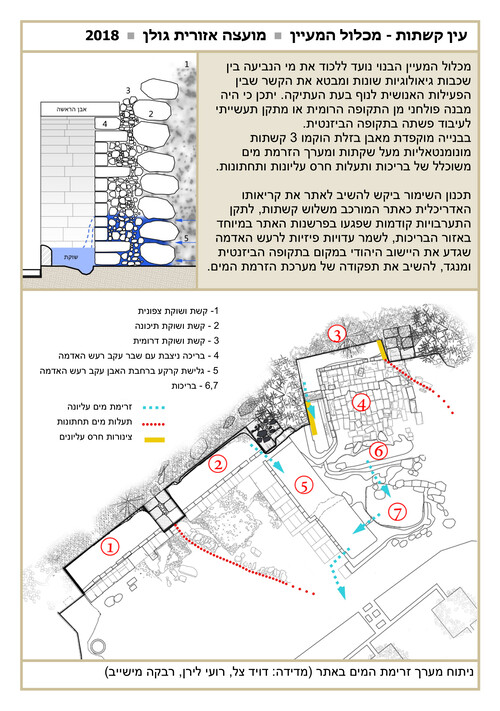 עין קשתות - מכלול המעיין ■ מועצה אזורית גולן ■ 2018
מכלול המעיין הבנוי נועד ללכוד את מי הנביעה בין
שכבות גיאולוגיות שונות ומבטא את הקשר שבין
הפעילות האנושית לנוף בעת העתיקה. יתכן כי היה
מבנה פולחני מן התקופה הרומית או מתקן תעשייתי
לעיבוד פשתה בתקופה הביזנטית.
בבנייה מוקפדת מאבן בזלת הוקמו 3 קשתות
מונומנטאליות מעל שקתות ומערך הזרמת מים
משוכלל של בריכות ותעלות חרס עליונות ותחתונות.
תכנון השימור ביקש להשיב לאתר את קריאותו
האדריכלית כאתר המורכב משלוש קשתות, לתקן
התערבויות קודמות שפגעו בפרשנות האתר במיוחד
באזור הבריכות, לשמר עדויות פיזיות לרעש האדמה
שגדע את היישוב היהודי במקום בתקופה הביזנטית
ומנגד, להשיב את תפקודה של מערכת הזרמת המים.
אבן הראשה
1
2
3
4
5
שוקת
1- קשת ושוקת צפונית
2 - קשת ושוקת תיכונה
3 - קשת ושוקת דרומית
4 - בריכה ניצבת עם שבר עקב רעש האדמה
5 - גלישת קרקע ברחבת האבן עקב רעש האדמה
6,7 - בריכות
זרימת מים עליונה
תעלות מים תחתונות
צינורות חרס עליונים
3
4
6
2
5
7
1
ניתוח מערך זרימת המים באתר (מדידה: דויד צל, רועי לירן, רבקה מישייב)